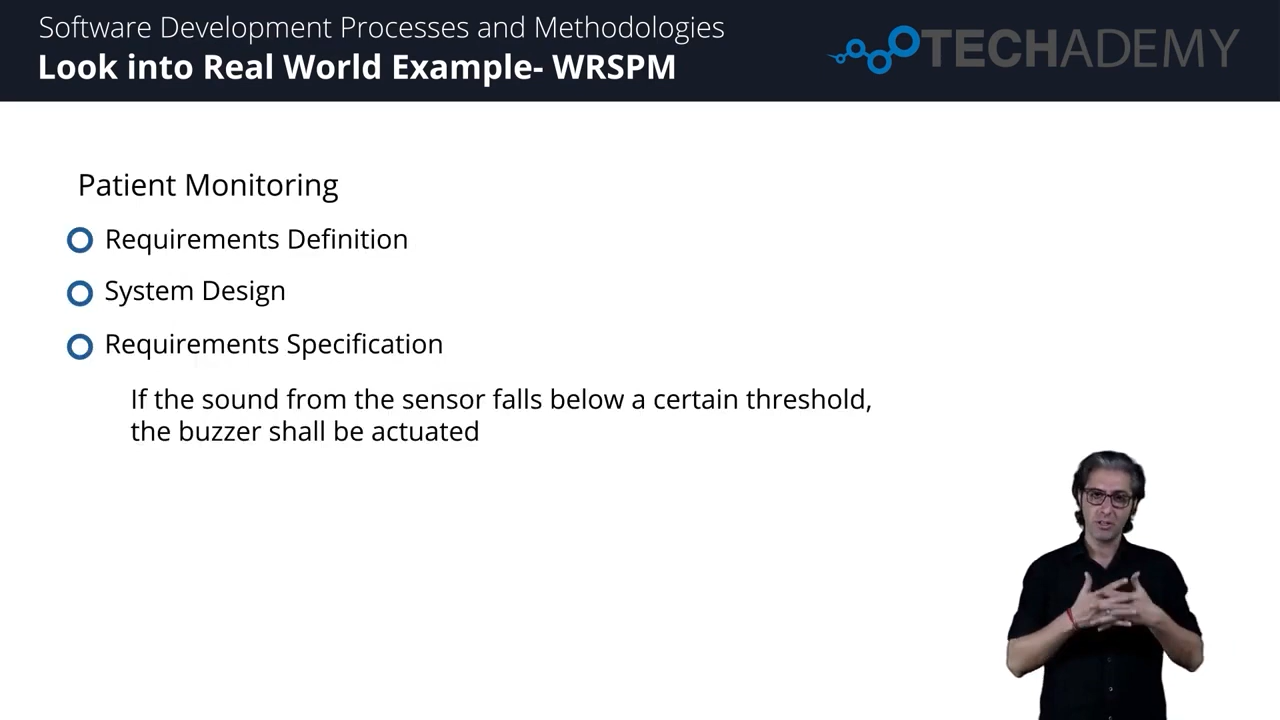 Software Development Processes and Methodologies
Look into Real World Example- WRSPM
TECHADEMY
Patient Monitoring
Requirements Definition
System Design
Requirements Specification
If the sound from the sensor falls below a certain threshold,
the buzzer shall be actuated